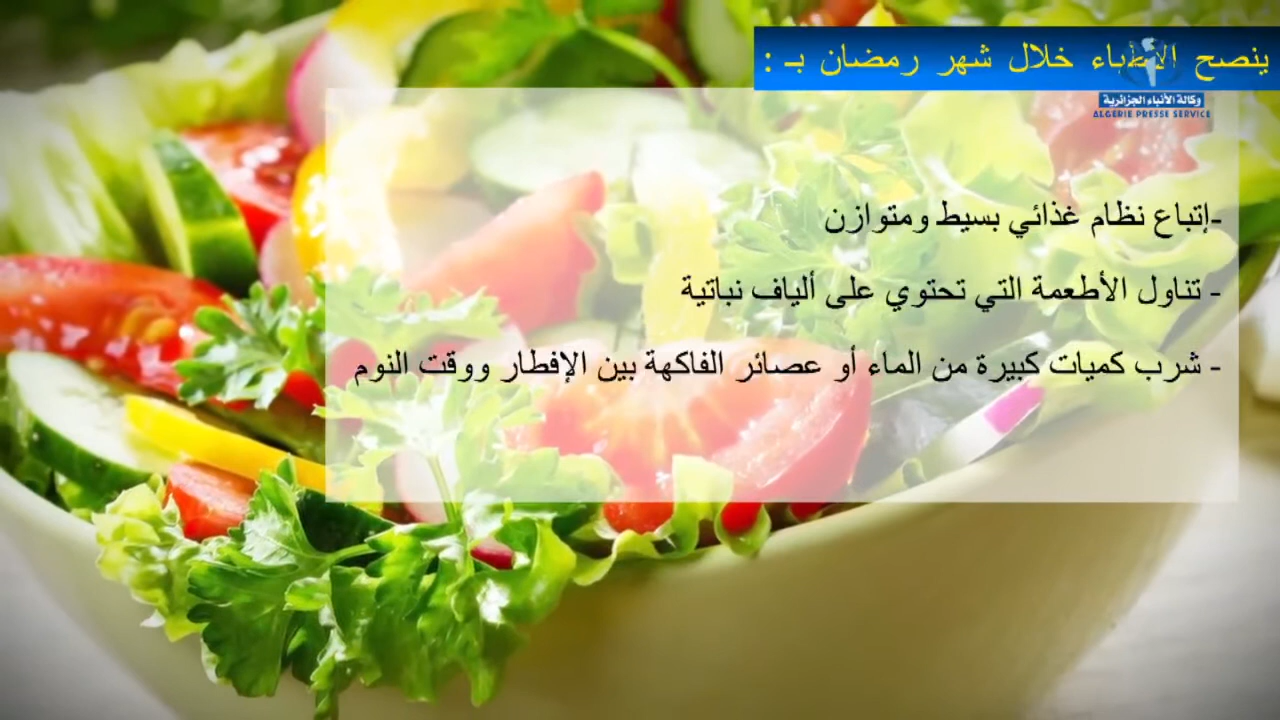 ينصح الأطباء خلال شهر رمضان بـ :
وكالة الأنباء الجزائرية
ALGERIE PRESSE SERVICE
-إتباع نظام غذائي بسيط ومتوازن
- تناول الأطعمة التي تحتوي على ألياف نباتية
- شرب كميات كبيرة من الماء أو عصائر الفاكهة بين الإفطار ووقت النوم